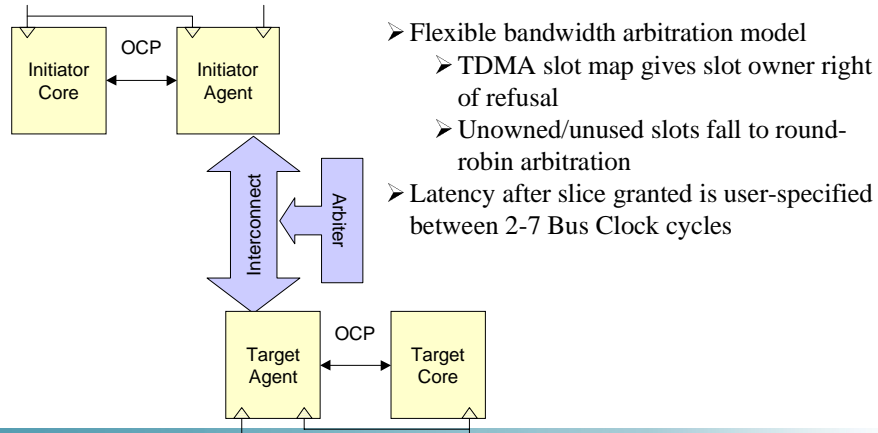 OCP
Initiator
Core
Initiator
Agent
Interconnect
Arbiter
Target
Agent
OCP
Target
Core
➢ Flexible bandwidth arbitration model
➢ TDMA slot map gives slot owner right
of refusal
➢ Unowned/unused slots fall to round-
robin arbitration
➢ Latency after slice granted is user-specified
between 2-7 Bus Clock cycles